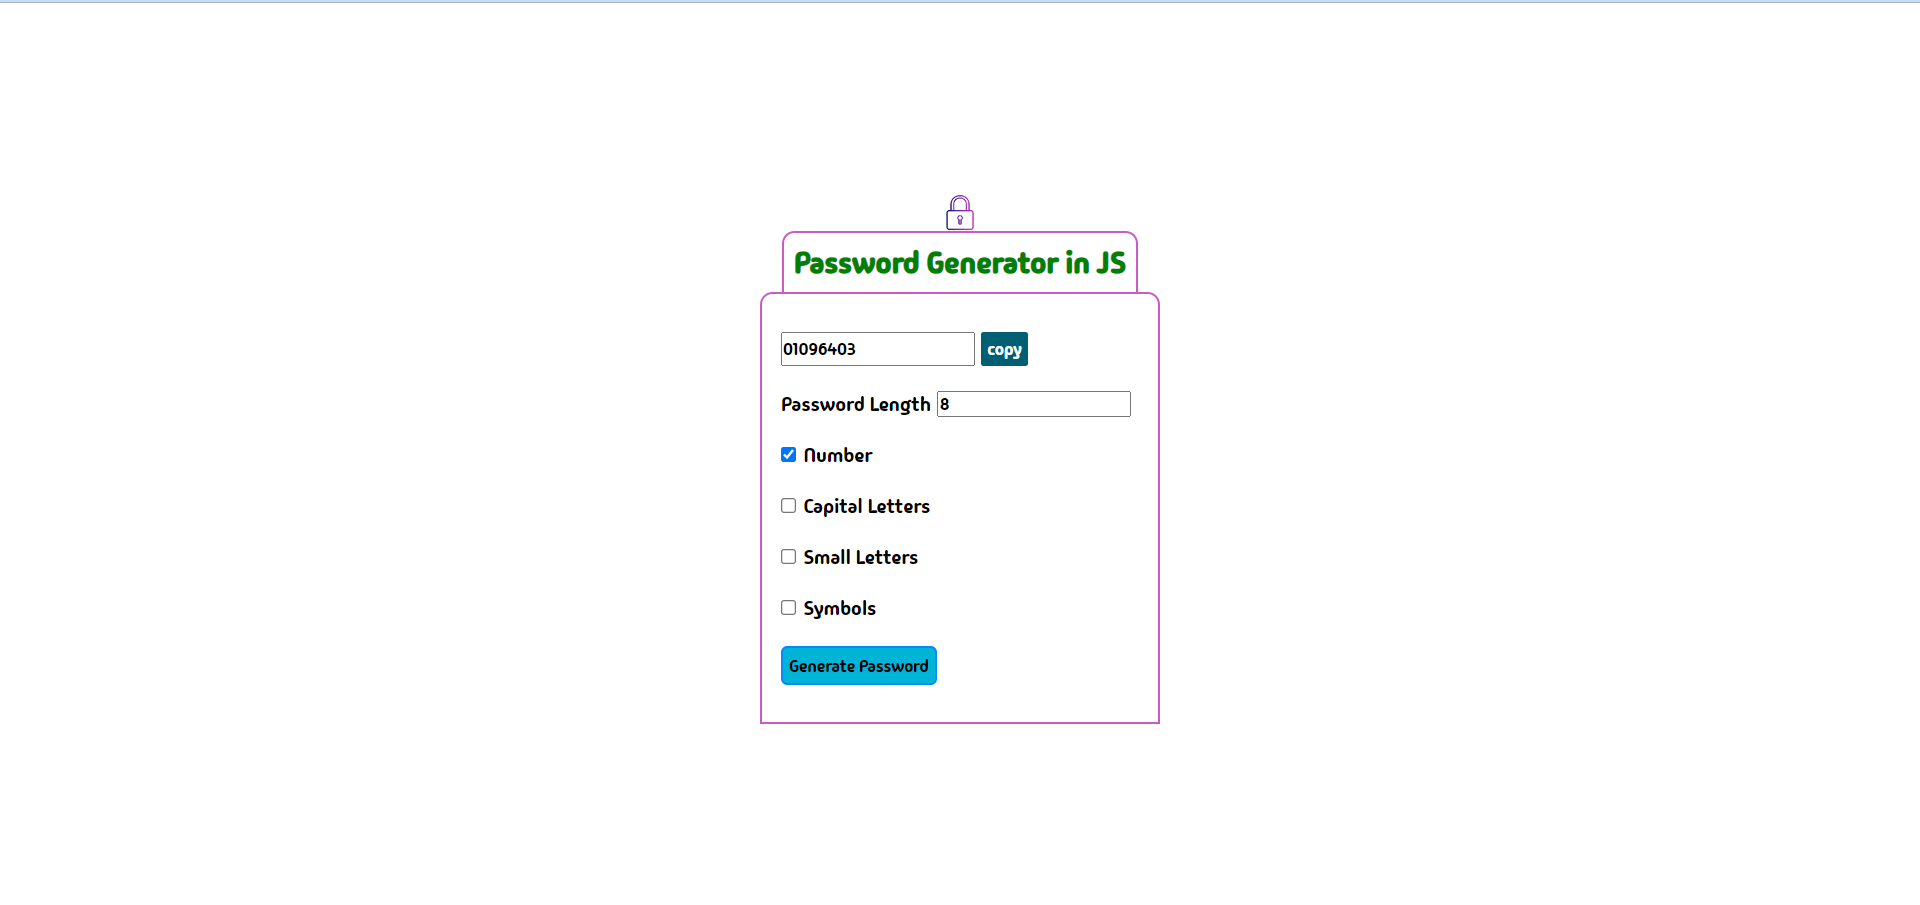 Password Generator in JS
01096403 copy
Password Length 8
Number
Capital Letters
Small Letters
Symbols
Generate Password